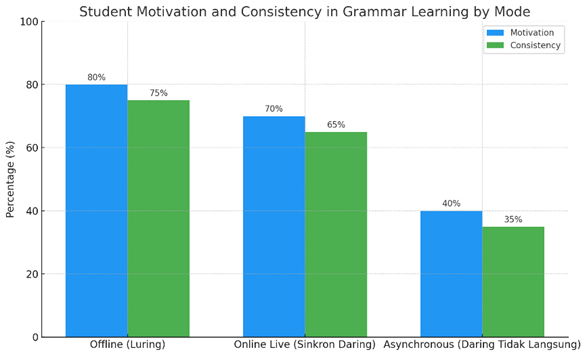 Student Motivation and Consistency in Grammar Learning by Mode
Motivation
Consistency
Percentage (%)
100
80
60
40
20
0
80%
75%
70%
65%
40%
35%
Offline (Luring)
Online Live (Sinkron Daring)
Asynchronous (Daring Tidak Langsung)